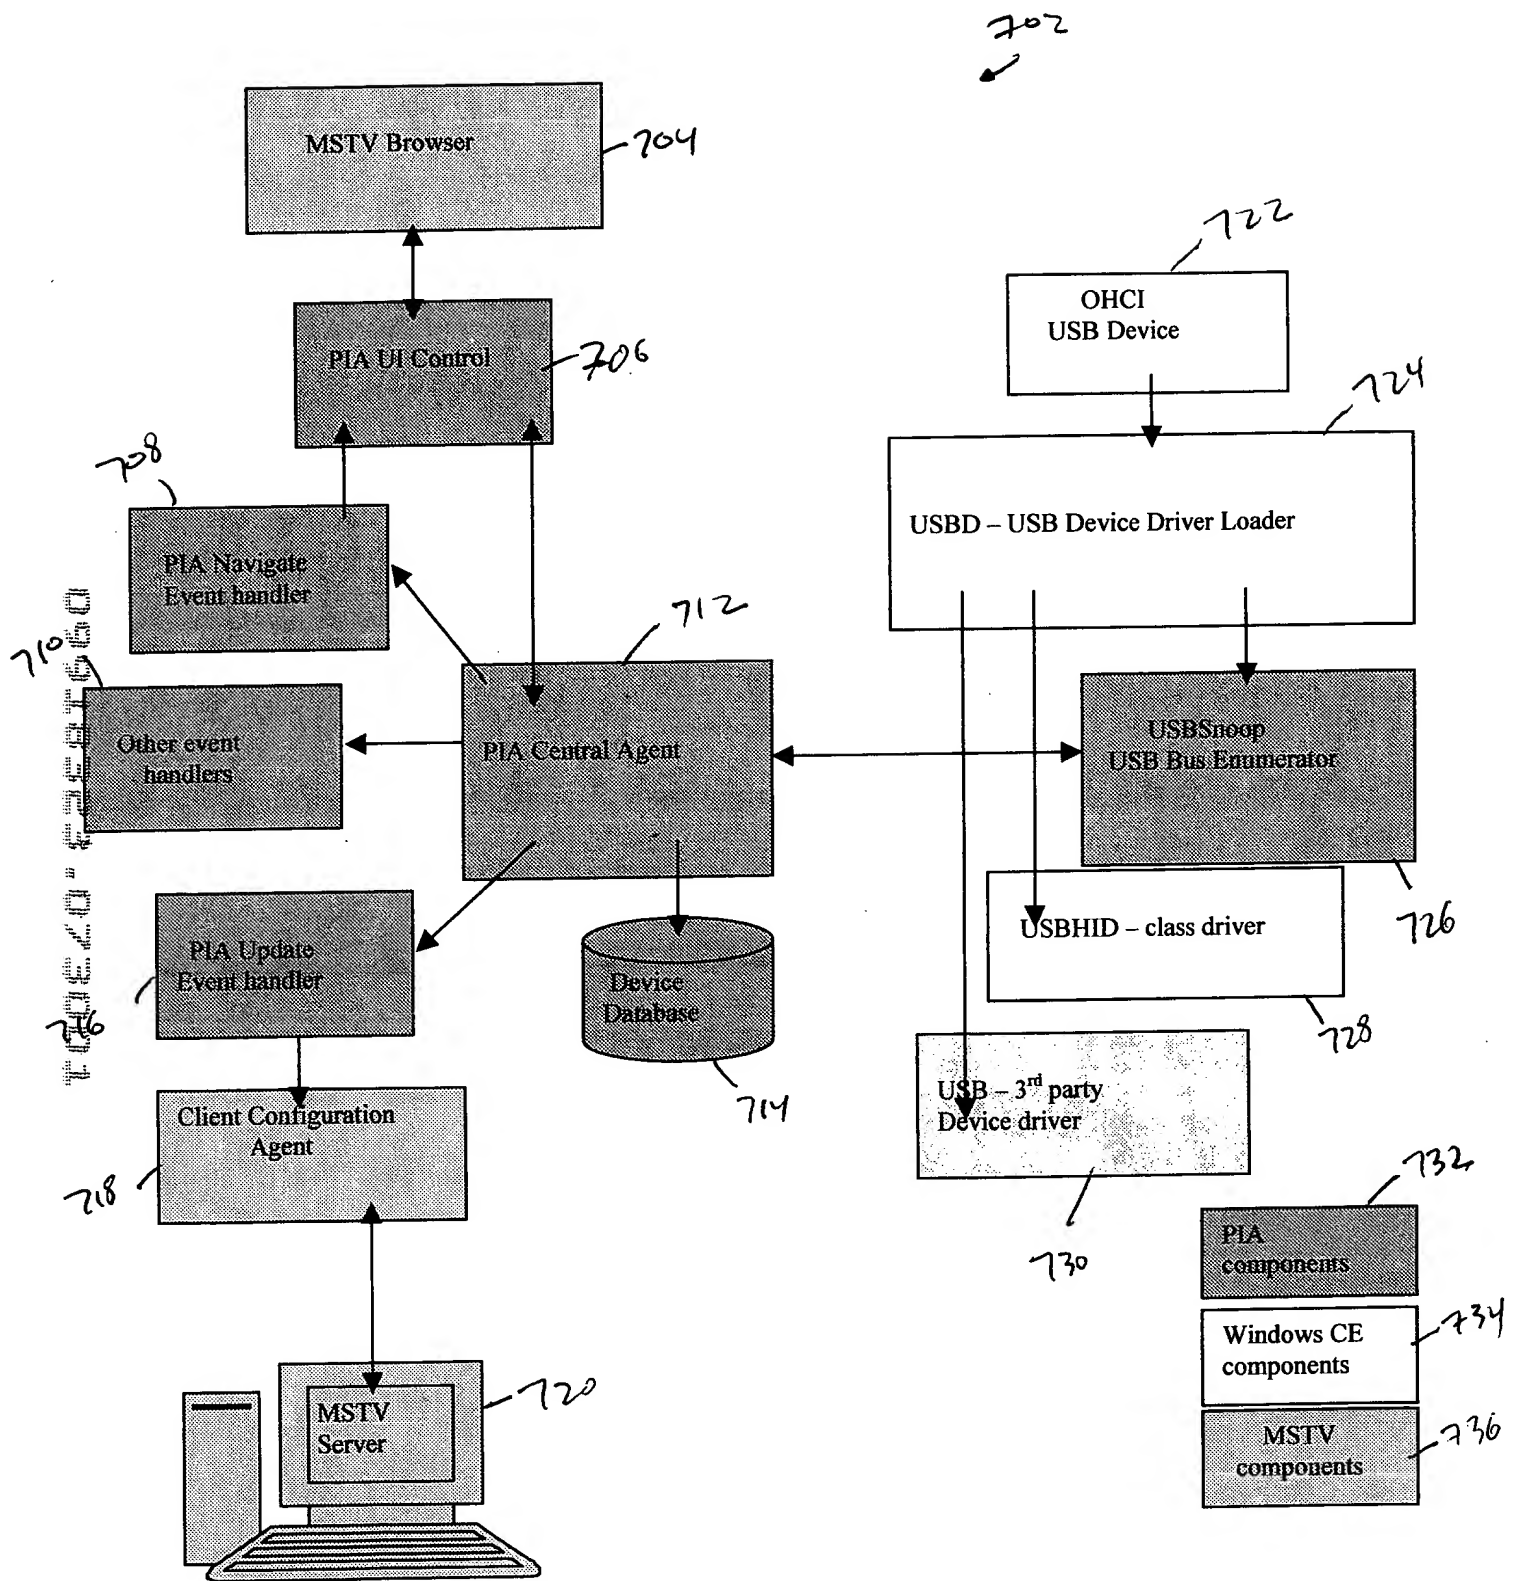 702
MSTV Browser
704
722
OHCI
USB Device
PIA UI Control
706
724
708
USBD – USB Device Driver Loader
PIA Navigate
Event handler
712
710
Other event
handlers
PIA Central Agent
USBSnoop
USB Bus Enumerator
726
USBHID – class driver
PIA Update
Event handler
716
Device
Database
714
728
USB – 3rd party
Device driver
730
Client Configuration
Agent
718
732
PIA
components
Windows CE
components
734
MSTV
components
736
MSTV
Server
720